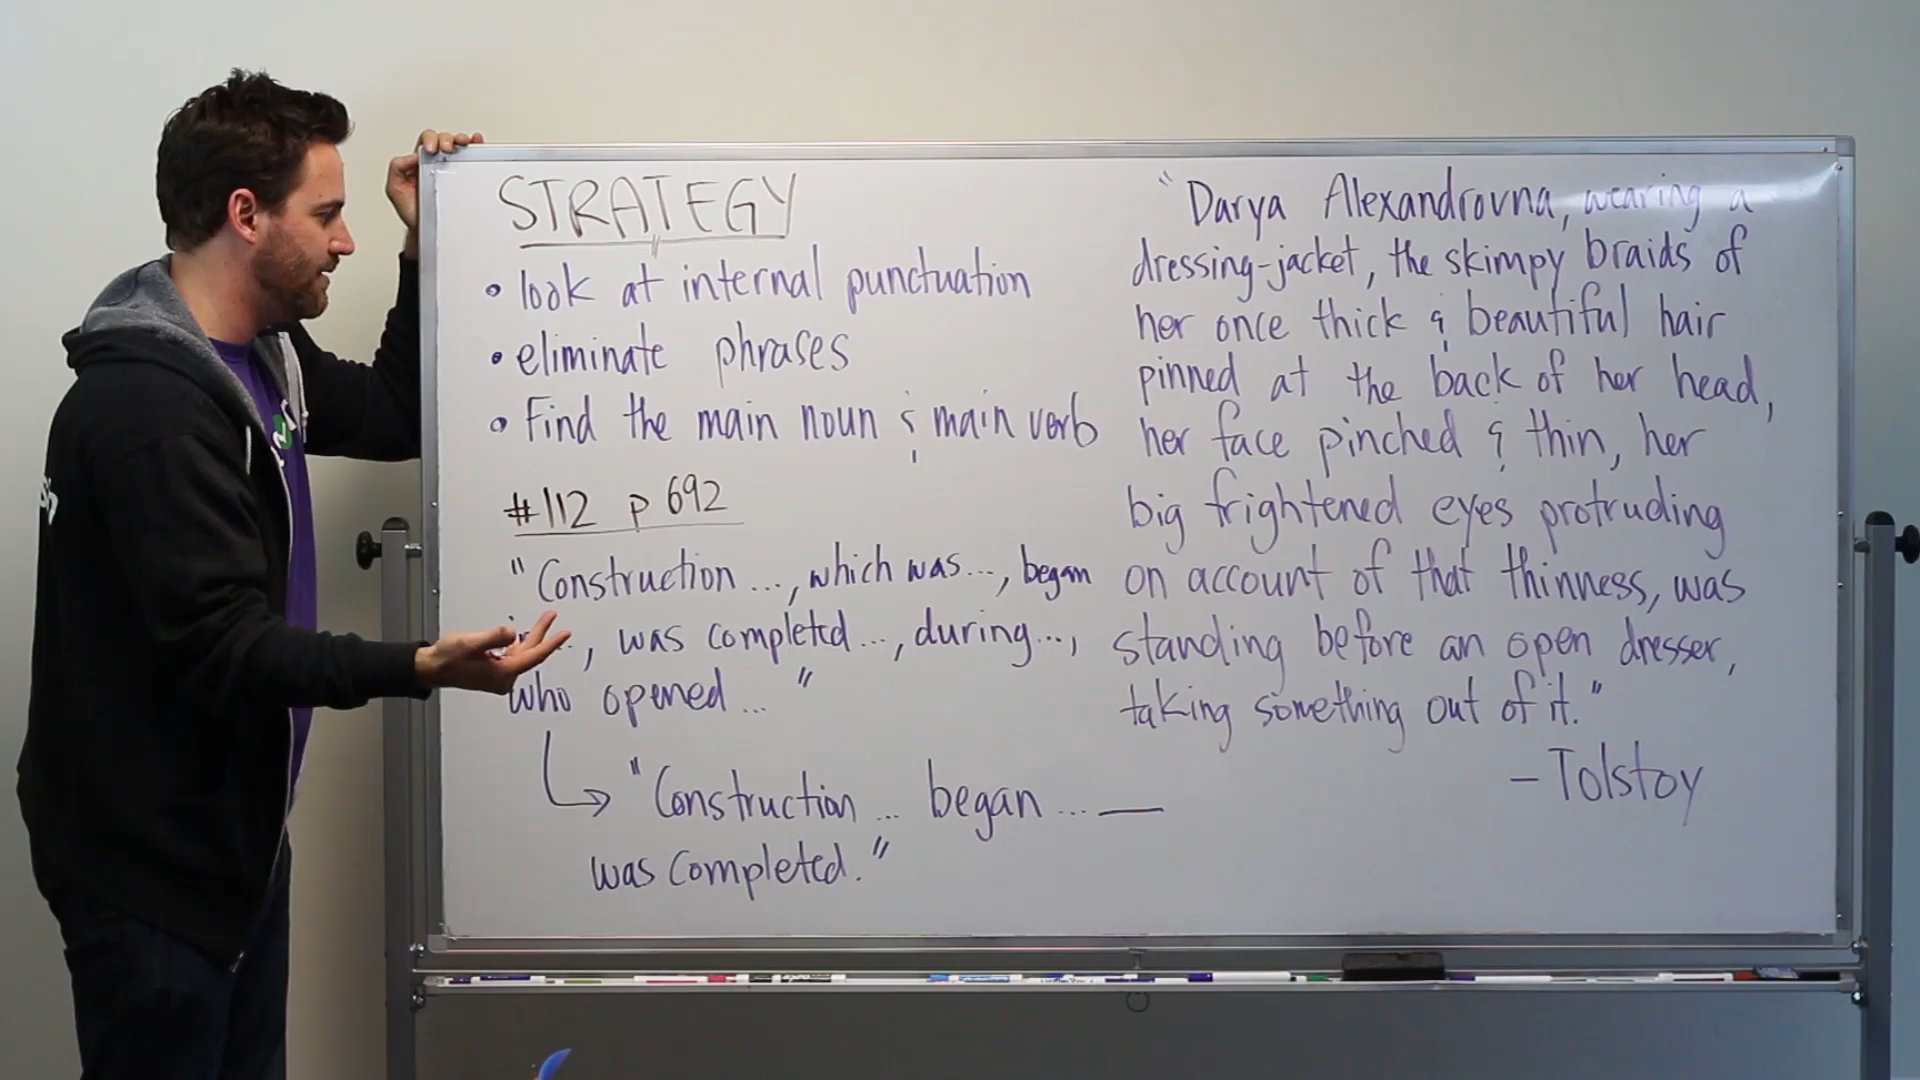 STRATEGY
• look at internal punctuation
• eliminate phrases
• Find the main noun & main verb
#112 p 692
"Construction ..., which was..., began
, was completed ..., during...,
who opened ... "
"Construction ... began ... __
was completed."
"Darya Alexandrovna, wearing a
dressing-jacket, the skimpy braids of
her once thick & beautiful hair
pinned at the back of her head,
her face pinched & thin, her
big frightened eyes protruding
on account of that thinness, was
standing before an open dresser,
taking something out of it."
- Tolstoy